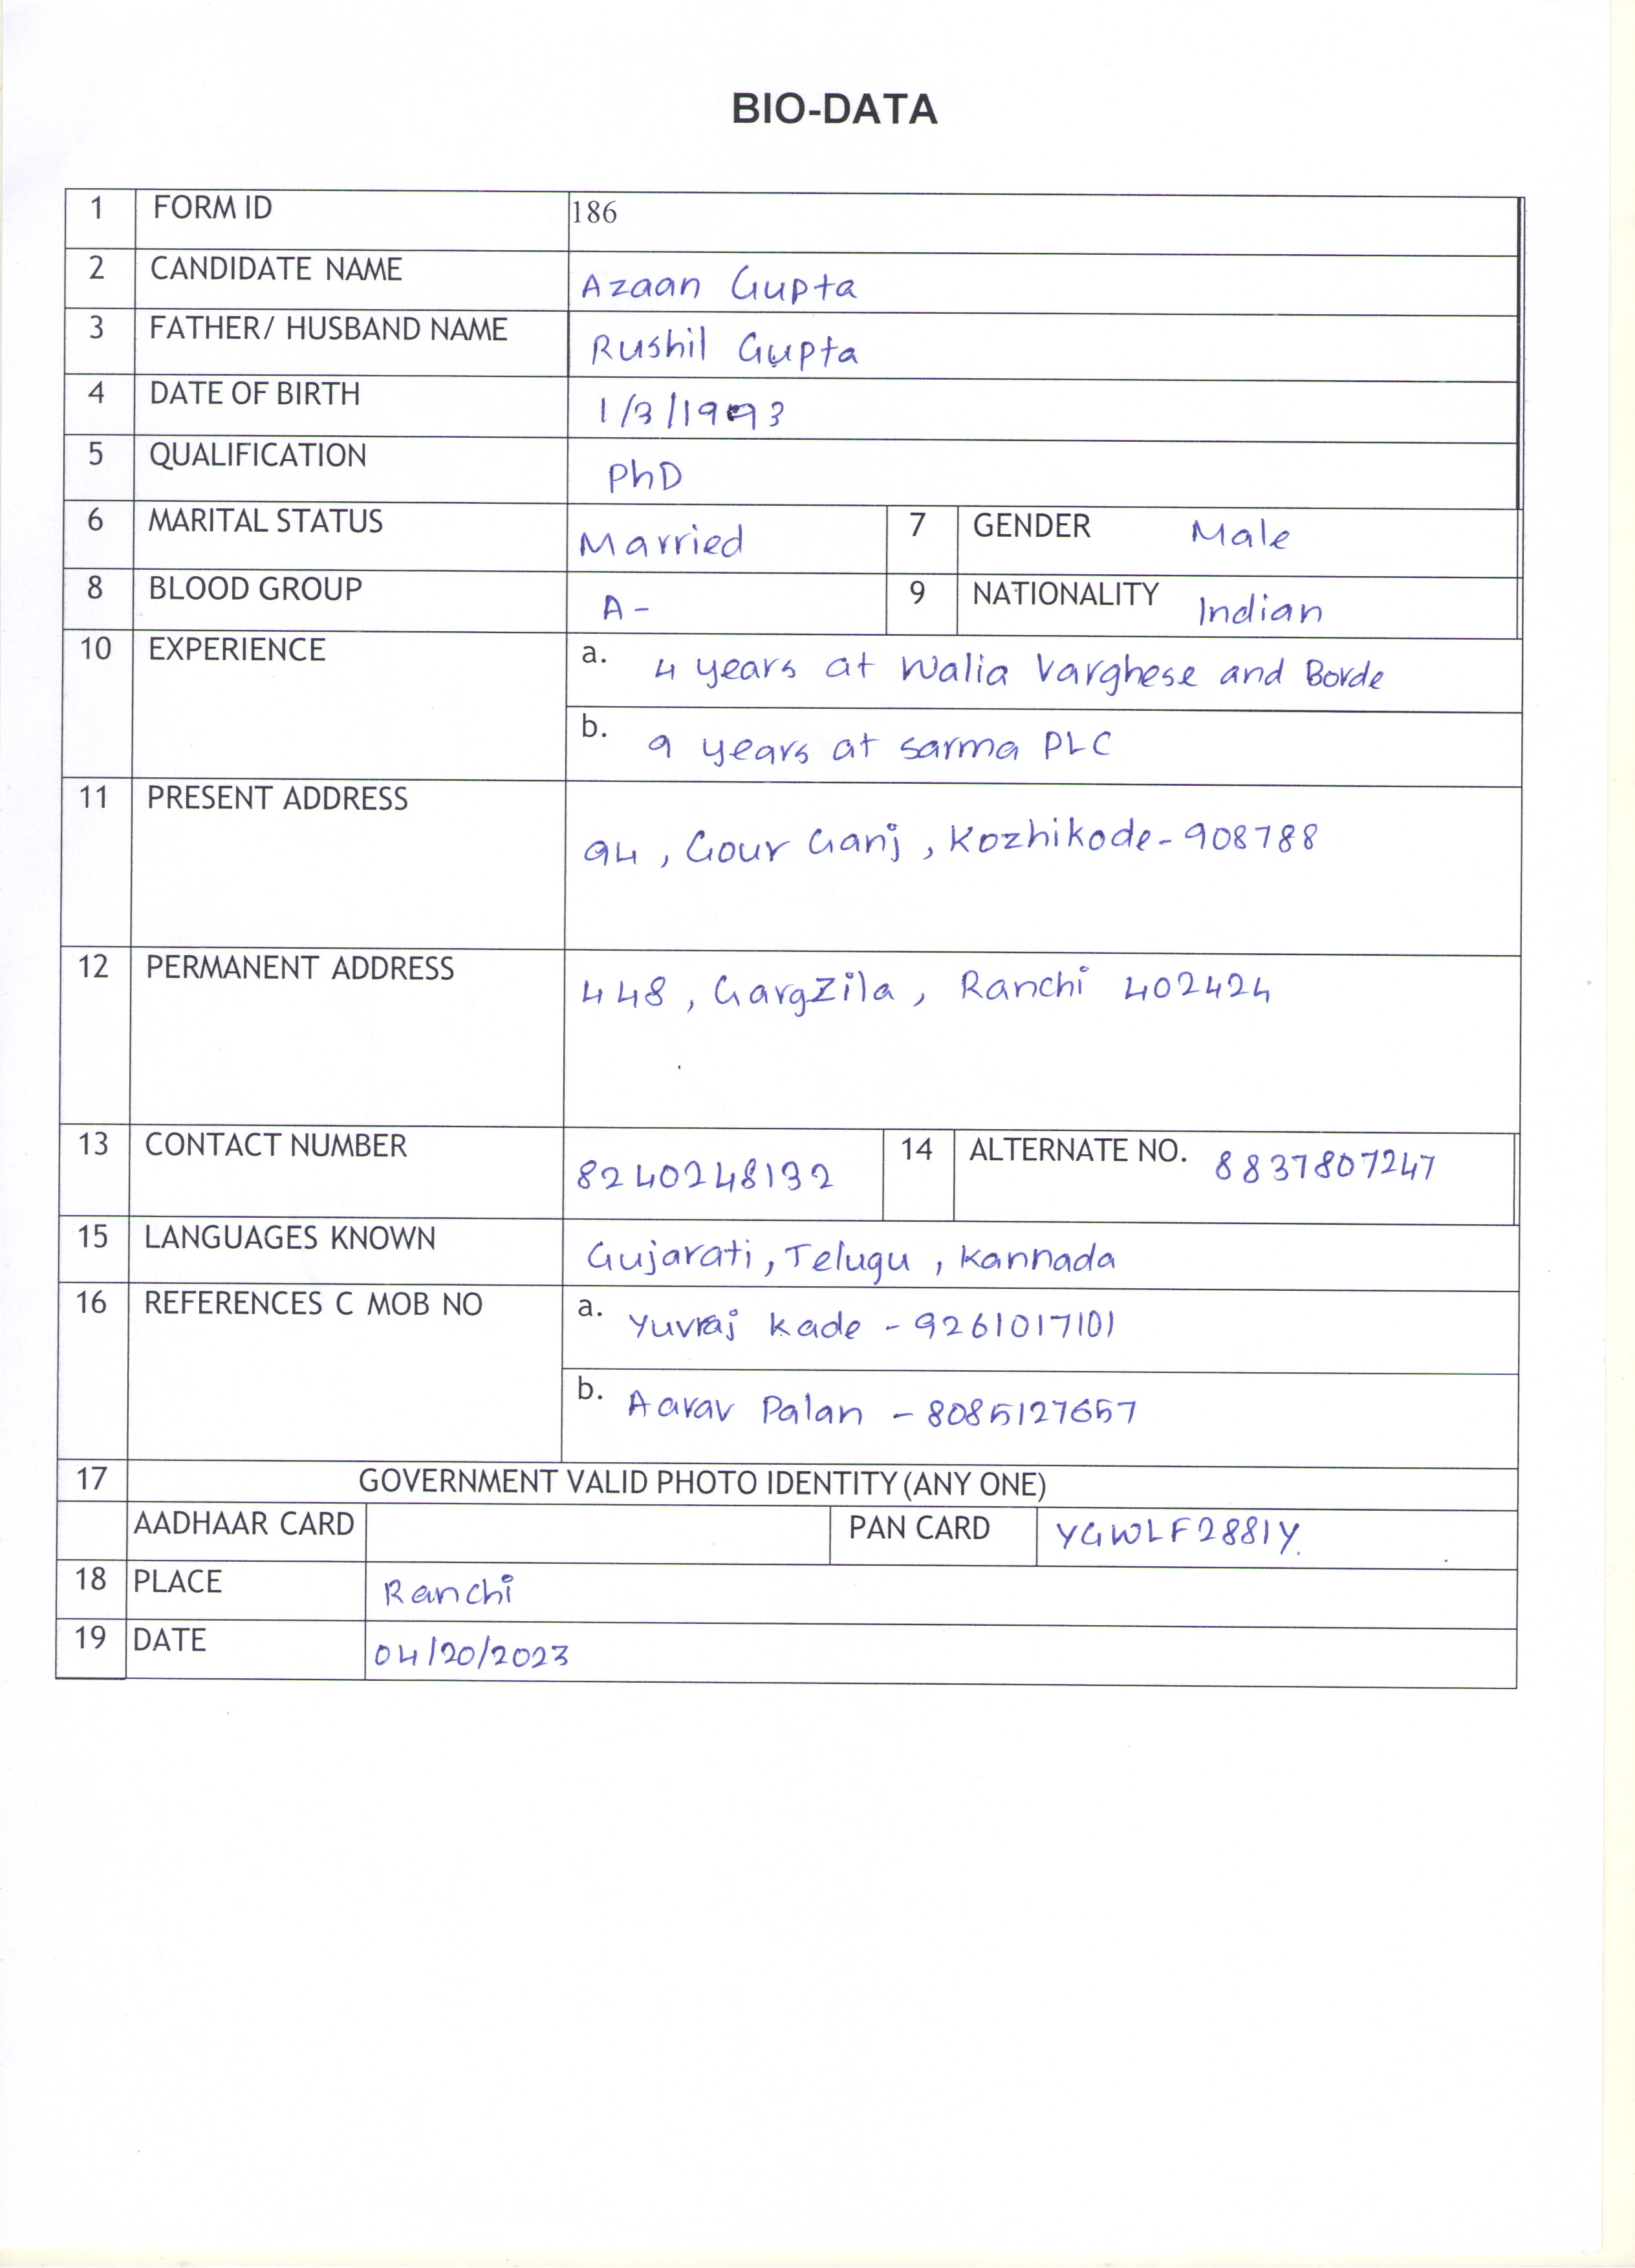 BIO-DATA
1 FORM ID 186
2 CANDIDATE NAME Azaan Gupta
3 FATHER/ HUSBAND NAME Rushil Gupta
4 DATE OF BIRTH 1/3/1993
5 QUALIFICATION PhD
6 MARITAL STATUS Married 7 GENDER Male
8 BLOOD GROUP A- 9 NATIONALITY Indian
10 EXPERIENCE a. 4 years at Walia Varghese and Borde
b. 9 years at Sarma PLC
11 PRESENT ADDRESS
94, Gour Ganj, Kozhikode-908788
12 PERMANENT ADDRESS 448, GargZila, Ranchi 402424
13 CONTACT NUMBER 8240248132 14 ALTERNATE NO. 8837807247
15 LANGUAGES KNOWN Gujarati, Telugu, Kannada
16 REFERENCES C MOB NO a. Yuvraj Kade - 9261017101
b. Aarav Palan - 8085127657
17 GOVERNMENT VALID PHOTO IDENTITY (ANY ONE)
AADHAAR CARD PAN CARD YGWLF2881Y
18 PLACE Ranchi
19 DATE 04/20/2023